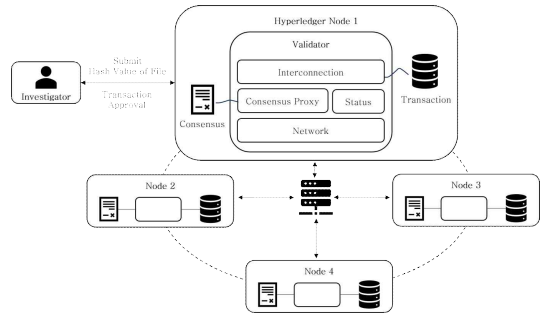 Hyperledger Node 1
Validator
Submit
Hash Value of File
Interconnection
Investigator
Transaction
Approval
Consensus Proxy
Status
Transaction
Consensus
Network
Node 2
Node 3
Node 4